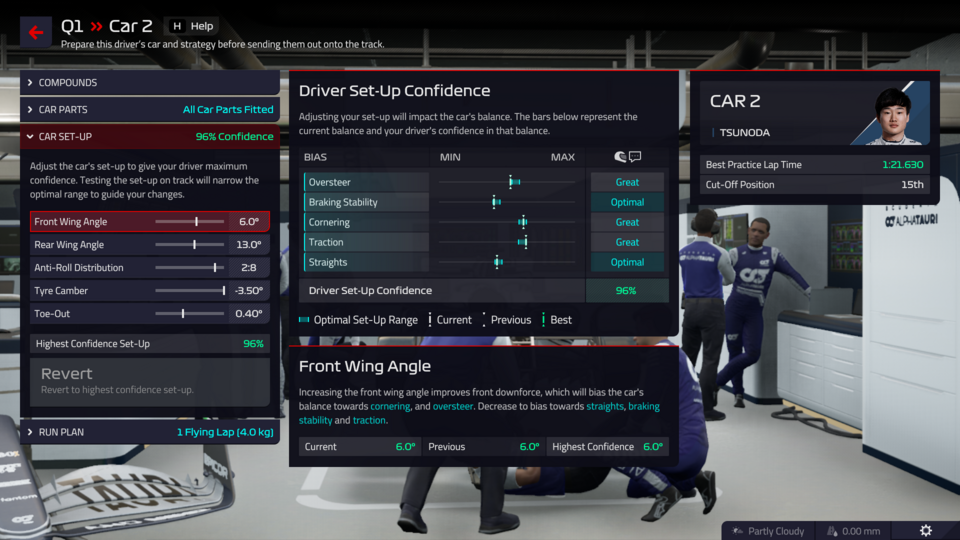 Q1 » Car 2
H Help
Prepare this driver's car and strategy before sending them out onto the track.
COMPOUNDS
CAR PARTS All Car Parts Fitted
CAR SET-UP 96% Confidence
Adjust the car's set-up to give your driver maximum
confidence. Testing the set-up on track will narrow the
optimal range to guide your changes.
Front Wing Angle 6.0°
Rear Wing Angle 13.0°
Anti-Roll Distribution 2:8
Tyre Camber -3.50°
Toe-Out 0.40°
Highest Confidence Set-Up 96%
Revert
Revert to highest confidence set-up.
RUN PLAN 1 Flying Lap (4.0 kg)
Driver Set-Up Confidence
Adjusting your set-up will impact the car's balance. The bars below represent the
current balance and your driver's confidence in that balance.
BIAS MIN MAX
Oversteer Great
Braking Stability Optimal
Cornering Great
Traction Great
Straights Optimal
Driver Set-Up Confidence 96%
Optimal Set-Up Range Current Previous Best
Front Wing Angle
Increasing the front wing angle improves front downforce, which will bias the car's
balance towards cornering, and oversteer. Decrease to bias towards straights, braking
stability and traction.
Current 6.0° Previous 6.0° Highest Confidence 6.0°
CAR 2
TSUNODA
Best Practice Lap Time 1:21.630
Cut-Off Position 15th
ALPHATAURI
Partly Cloudy 0.00 mm